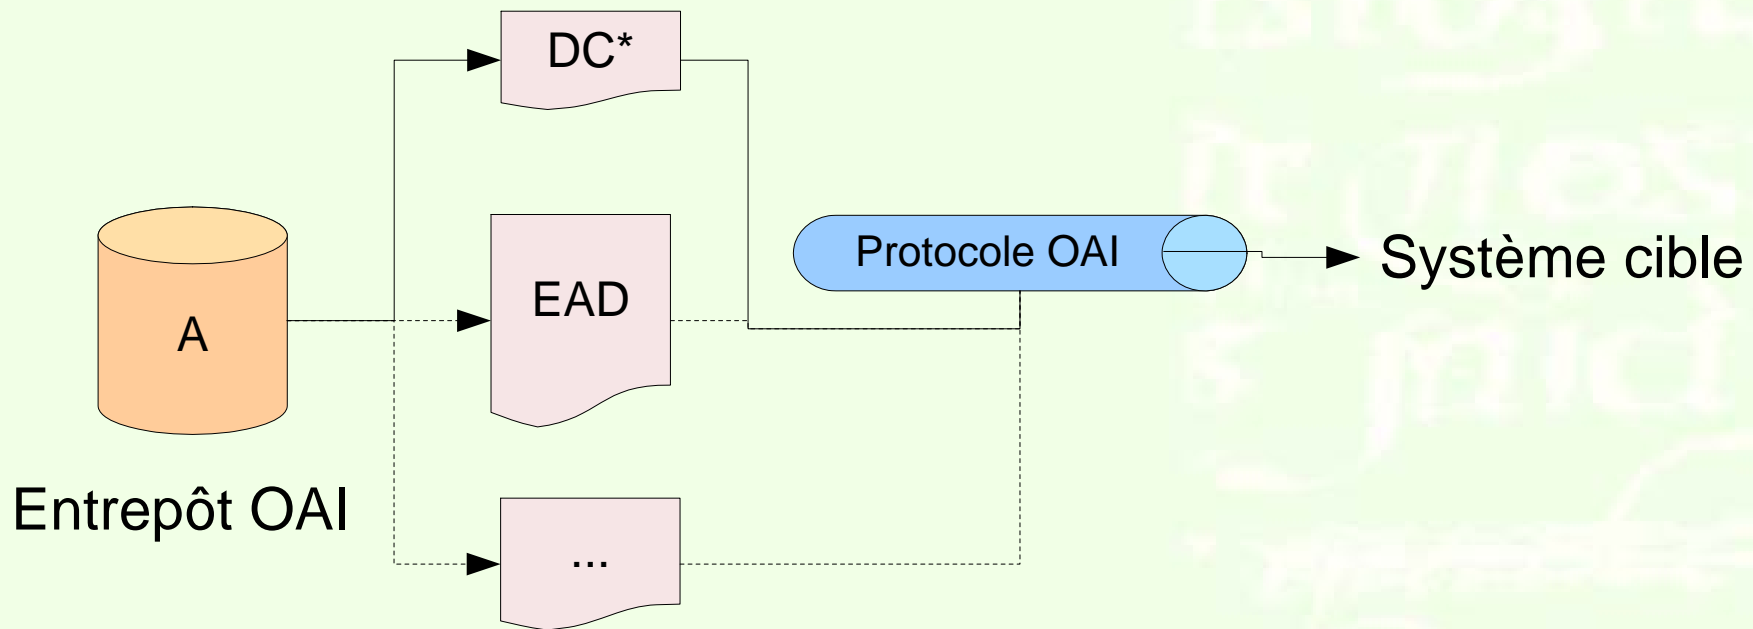 DC*
EAD
...
A
Entrepôt OAI
Protocole OAI
Système cible